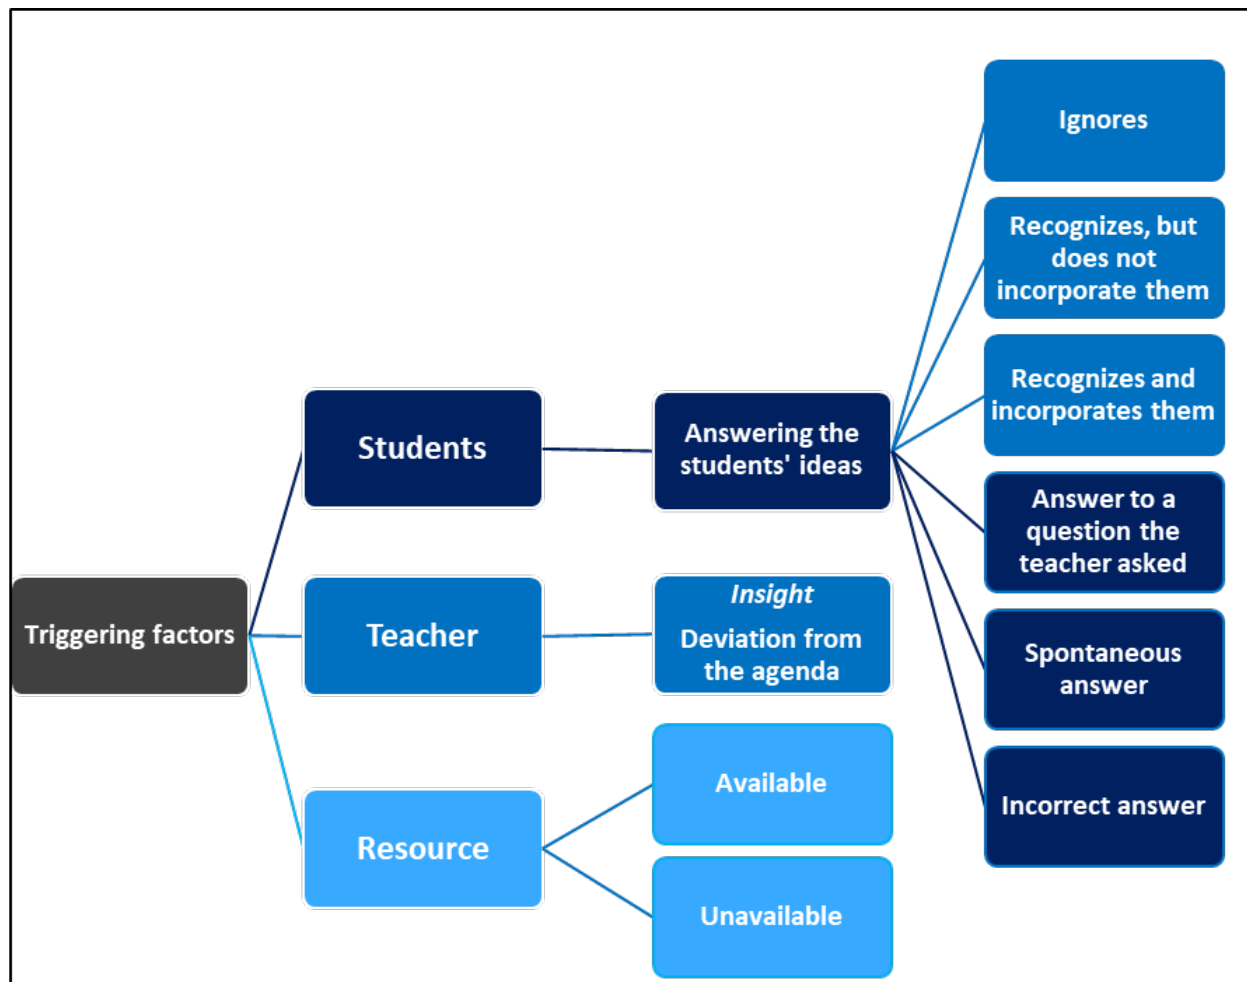 Triggering factors
Students
Answering the
students' ideas
Ignores
Recognizes, but
does not
incorporate them
Recognizes and
incorporates them
Answer to a
question the
teacher asked
Spontaneous
answer
Incorrect answer
Teacher
Insight
Deviation from
the agenda
Resource
Available
Unavailable